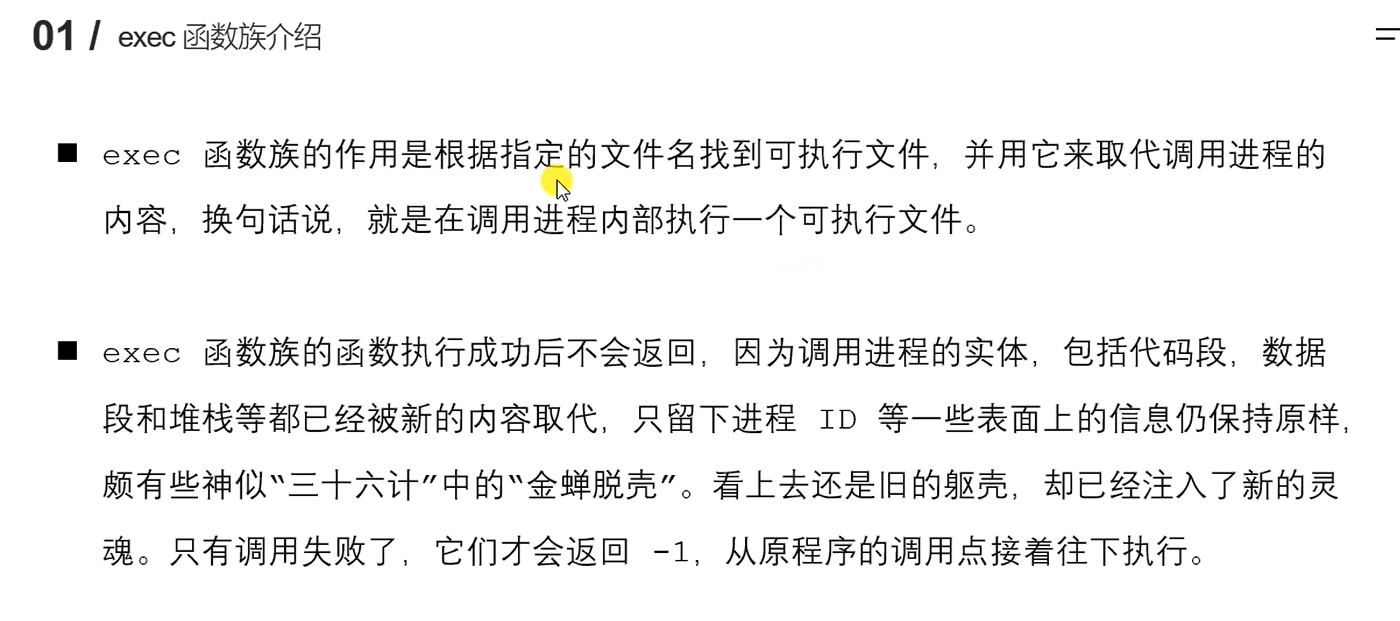 01 / exec 函数族介绍
■ exec 函数族的作用是根据指定的文件名找到可执行文件，并用它来取代调用进程的
内容，换句话说，就是在调用进程内部执行一个可执行文件。
■ exec 函数族的函数执行成功后不会返回，因为调用进程的实体，包括代码段，数据
段和堆栈等都已经被新的内容取代，只留下进程 ID 等一些表面上的信息仍保持原样，
颇有些神似“三十六计”中的“金蝉脱壳”。看上去还是旧的躯壳，却已经注入了新的灵
魂。只有调用失败了，它们才会返回 -1，从原程序的调用点接着往下执行。